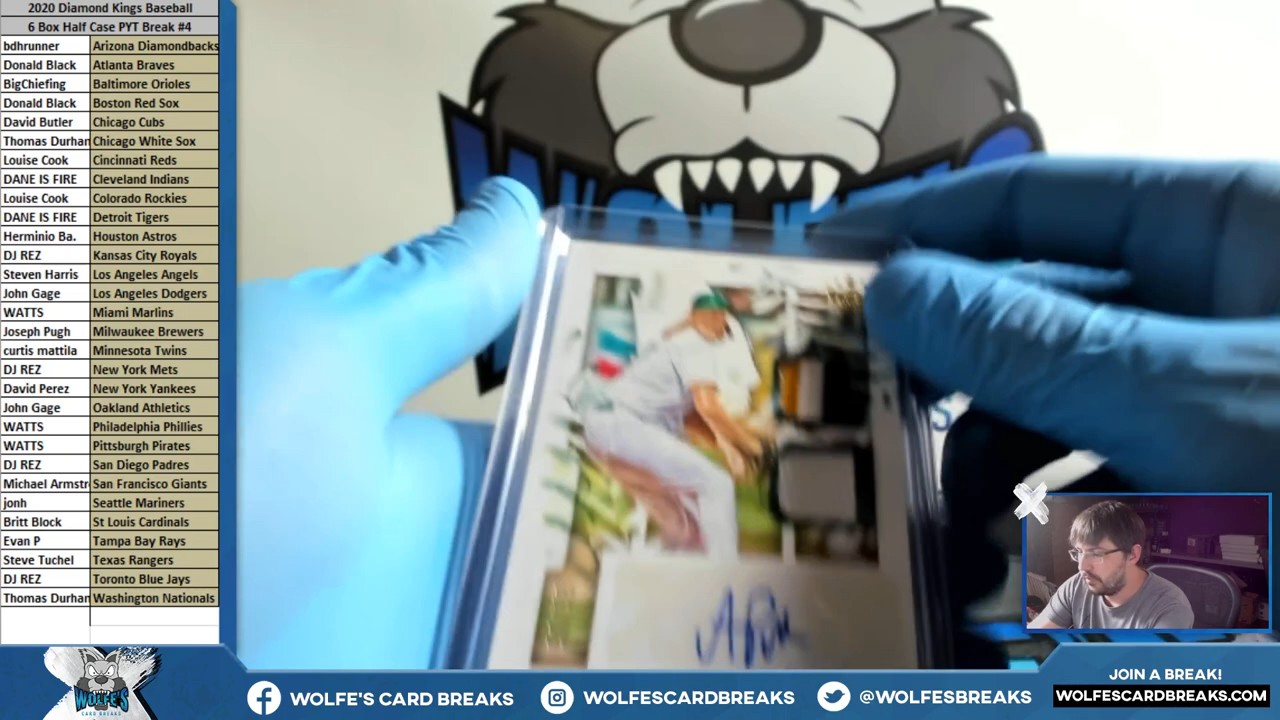 2020 Diamond Kings Baseball
6 Box Half Case PYT Break #4
bdhrunner Arizona Diamondbacks
Donald Black Atlanta Braves
BigChiefing Baltimore Orioles
Donald Black Boston Red Sox
David Butler Chicago Cubs
Thomas Durhan Chicago White Sox
Louise Cook Cincinnati Reds
DANE IS FIRE Cleveland Indians
Louise Cook Colorado Rockies
DANE IS FIRE Detroit Tigers
Herminio Ba. Houston Astros
DJ REZ Kansas City Royals
Steven Harris Los Angeles Angels
John Gage Los Angeles Dodgers
WATTS Miami Marlins
Joseph Pugh Milwaukee Brewers
curtis mattila Minnesota Twins
DJ REZ New York Mets
David Perez New York Yankees
John Gage Oakland Athletics
WATTS Philadelphia Phillies
WATTS Pittsburgh Pirates
DJ REZ San Diego Padres
Michael Armstr San Francisco Giants
jonh Seattle Mariners
Britt Block St Louis Cardinals
Evan P Tampa Bay Rays
Steve Tuchel Texas Rangers
DJ REZ Toronto Blue Jays
Thomas Durhan Washington Nationals
WOLFE'S
CARD BREAKS
WOLFE'S CARD BREAKS
WOLFESCARDBREAKS
@WOLFESBREAKS
JOIN A BREAK!
WOLFESCARDBREAKS.COM